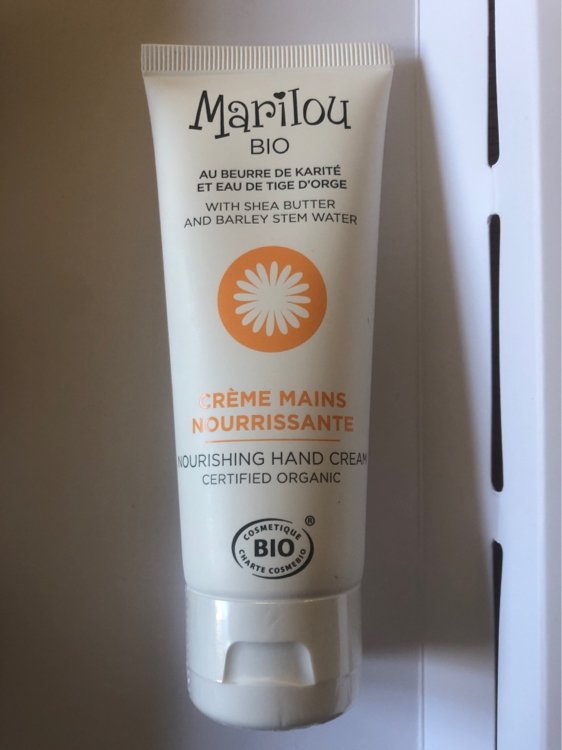 Marilou
BIO
AU BEURRE DE KARITÉ
ET EAU DE TIGE D'ORGE
WITH SHEA BUTTER
AND BARLEY STEM WATER
CRÈME MAINS
NOURRISSANTE
NOURISHING HAND CREAM
CERTIFIED ORGANIC
®
COSMETIQUE
BIO
CHARTE COSMEBIO